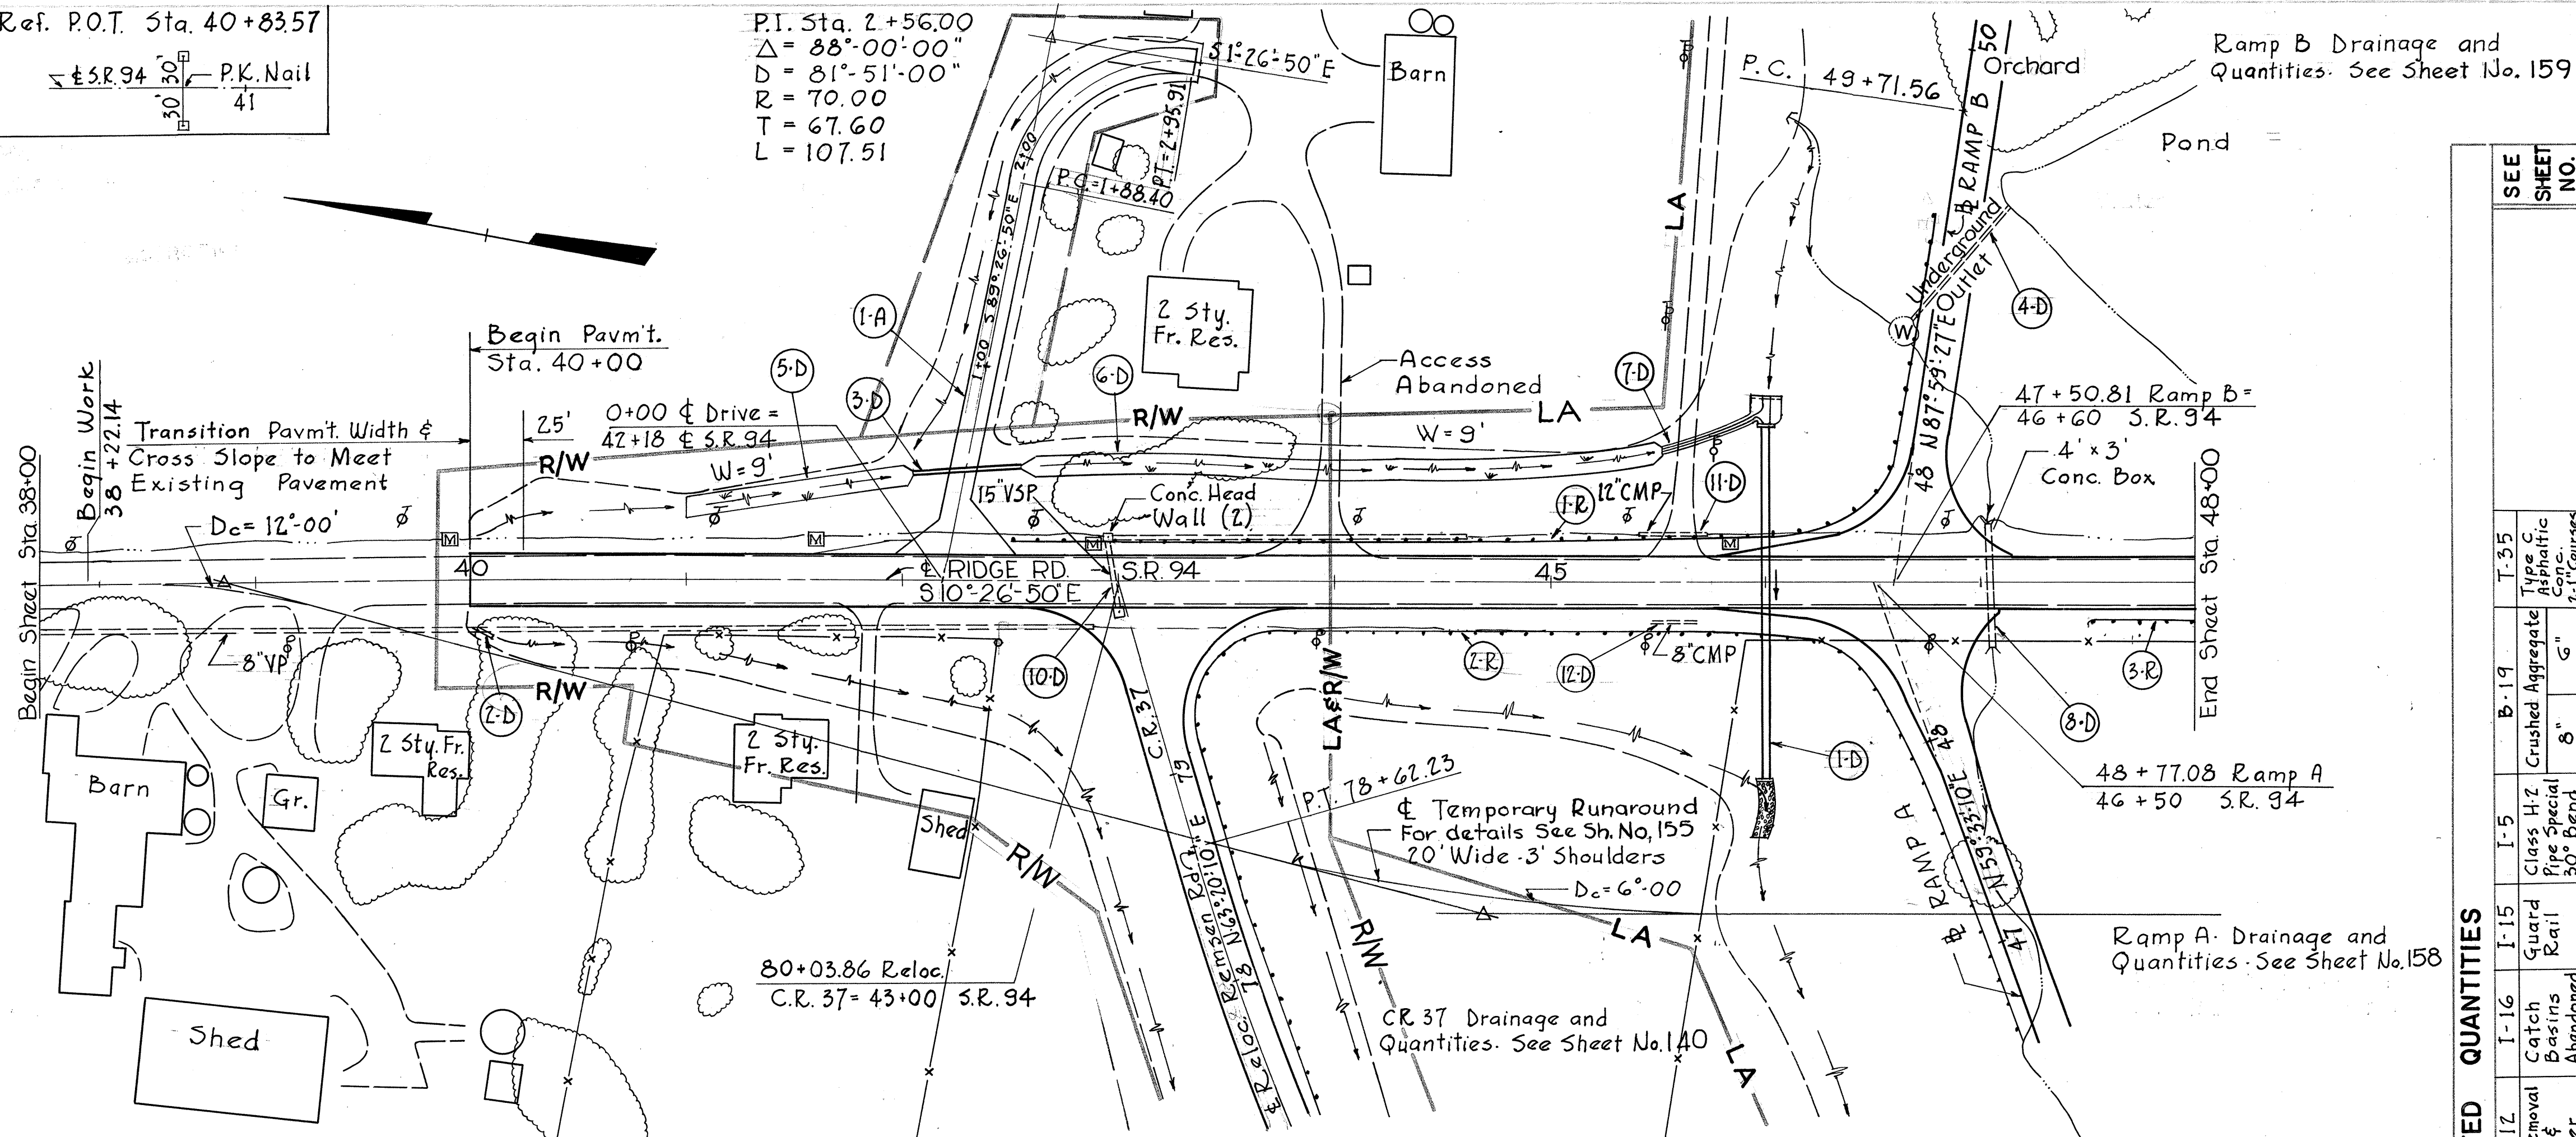 Ref. P.O.T. Sta. 40+83.57
℄ S.R. 94
30'
30'
P.K. Nail
41
P.I. Sta. 2+56.00
Δ = 88°-00'-00"
D = 81°-51'-00"
R = 70.00
T = 67.60
L = 107.51
S 1°-26'-50" E
P.T.= 2+95.91
P.C.=1+88.40
2+00
1+00
S 89°-26'-50" E
Barn
P.C. 49+71.56
50
Orchard
Ramp B Drainage and
Quantities. See Sheet No. 159
Pond
℄ RAMP B
Underground
Outlet
4-D
W
LA
1-A
2 Sty.
Fr. Res.
Begin Pavm't.
Sta. 40+00
5-D
3-D
6-D
7-D
Access
Abandoned
Begin Work
38+22.14
Begin Sheet Sta. 38+00
Transition Pavm't. Width &
Cross Slope to Meet
Existing Pavement
25'
0+00 ℄ Drive =
42+18 ℄ S.R. 94
R/W
W=9'
R/W
LA
W=9'
48 N87°-59'-27"E
47+50.81 Ramp B =
46+60 S.R. 94
4' x 3'
Conc. Box
End Sheet Sta. 48+00
Dc= 12°-00'
15" VSP
Conc. Head
Wall (2)
1-R
12" CMP
11-D
M
M
M
M
40
℄ RIDGE RD. S.R. 94
S 10°-26'-50" E
45
8" VP
2-D
R/W
10-D
2-R
12-D
8" CMP
3-R
8-D
1-D
C.R. 37
LA & R/W
Barn
Gr.
2 Sty. Fr.
Res.
2 Sty.
Fr. Res.
Shed
Shed
R/W
79
P.T. 78+62.23
℄ Temporary Runaround
For details See Sh. No. 155
20' Wide - 3' Shoulders
Dc= 6°-00
48+77.08 Ramp A
46+50 S.R. 94
48
N 59°-33'-10" E
47
℄ RAMP A
LA
R/W
LA
80+03.86 Reloc.
C.R. 37 = 43+00 S.R. 94
℄ Reloc. Remsen Rd.
78 N63°-20'-10" E
CR 37 Drainage and
Quantities. See Sheet No. 140
Ramp A. Drainage and
Quantities. See Sheet No. 158
SEE
SHEET
NO.
T-35
Type C
Asphaltic
Conc.
2-1" Courses
B-19
Crushed Aggregate
6"
8"
I-5
Class H-2
Pipe Special
30° Bend
I-15
Guard
Rail
I-16
Catch
Basins
Abandoned
12
QUANTITIES